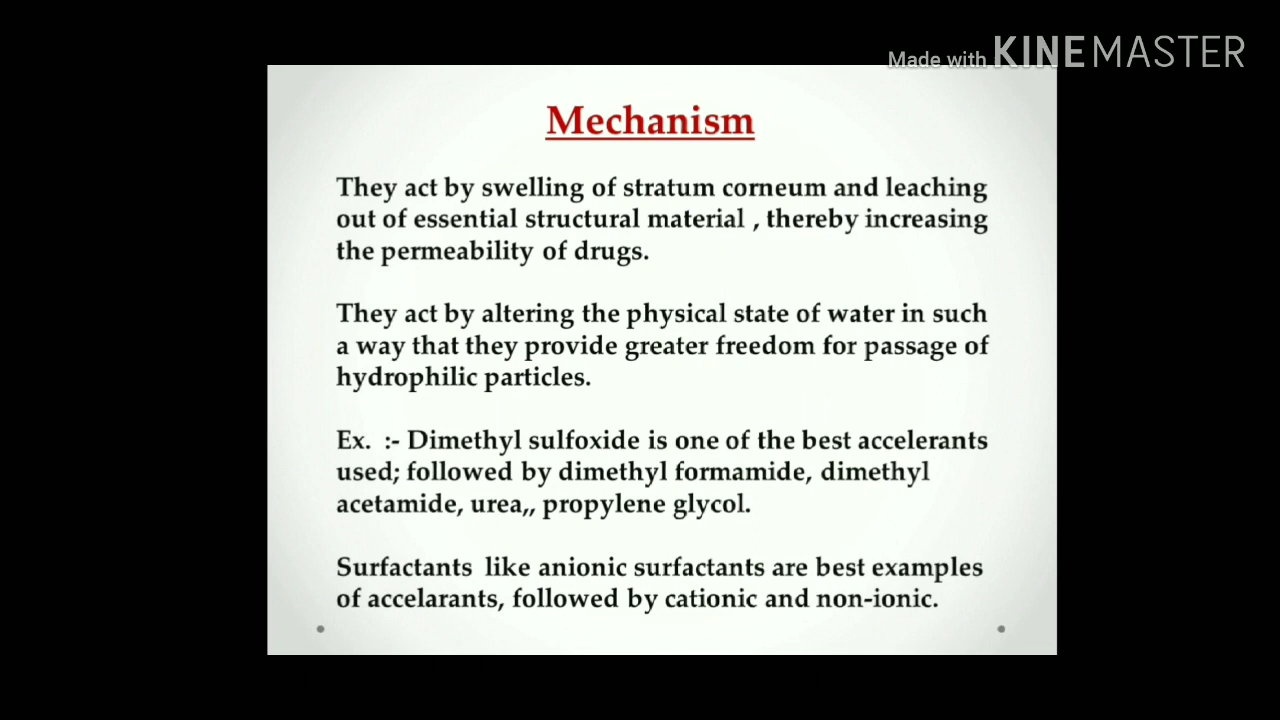 Made with KINEMASTER
Mechanism
They act by swelling of stratum corneum and leaching
out of essential structural material , thereby increasing
the permeability of drugs.
They act by altering the physical state of water in such
a way that they provide greater freedom for passage of
hydrophilic particles.
Ex. :- Dimethyl sulfoxide is one of the best accelerants
used; followed by dimethyl formamide, dimethyl
acetamide, urea,, propylene glycol.
Surfactants like anionic surfactants are best examples
of accelarants, followed by cationic and non-ionic.